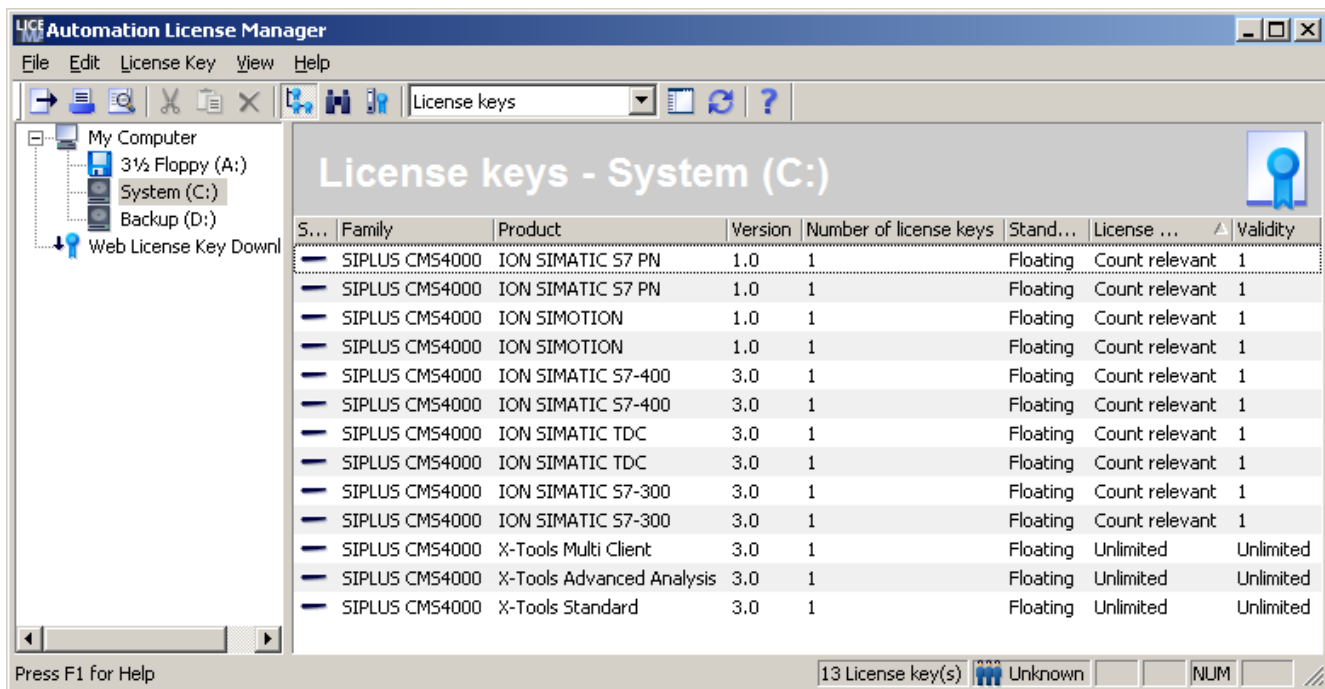 Automation License Manager
File Edit License Key View Help
License keys
My Computer
3½ Floppy (A:)
System (C:)
Backup (D:)
Web License Key Downl
License keys - System (C:)
S... Family Product Version Number of license keys Stand... License ... Validity
SIPLUS CMS4000 ION SIMATIC S7 PN 1.0 1 Floating Count relevant 1
SIPLUS CMS4000 ION SIMATIC S7 PN 1.0 1 Floating Count relevant 1
SIPLUS CMS4000 ION SIMOTION 1.0 1 Floating Count relevant 1
SIPLUS CMS4000 ION SIMOTION 1.0 1 Floating Count relevant 1
SIPLUS CMS4000 ION SIMATIC S7-400 3.0 1 Floating Count relevant 1
SIPLUS CMS4000 ION SIMATIC S7-400 3.0 1 Floating Count relevant 1
SIPLUS CMS4000 ION SIMATIC TDC 3.0 1 Floating Count relevant 1
SIPLUS CMS4000 ION SIMATIC TDC 3.0 1 Floating Count relevant 1
SIPLUS CMS4000 ION SIMATIC S7-300 3.0 1 Floating Count relevant 1
SIPLUS CMS4000 ION SIMATIC S7-300 3.0 1 Floating Count relevant 1
SIPLUS CMS4000 X-Tools Multi Client 3.0 1 Floating Unlimited Unlimited
SIPLUS CMS4000 X-Tools Advanced Analysis 3.0 1 Floating Unlimited Unlimited
SIPLUS CMS4000 X-Tools Standard 3.0 1 Floating Unlimited Unlimited
Press F1 for Help 13 License key(s) Unknown NUM